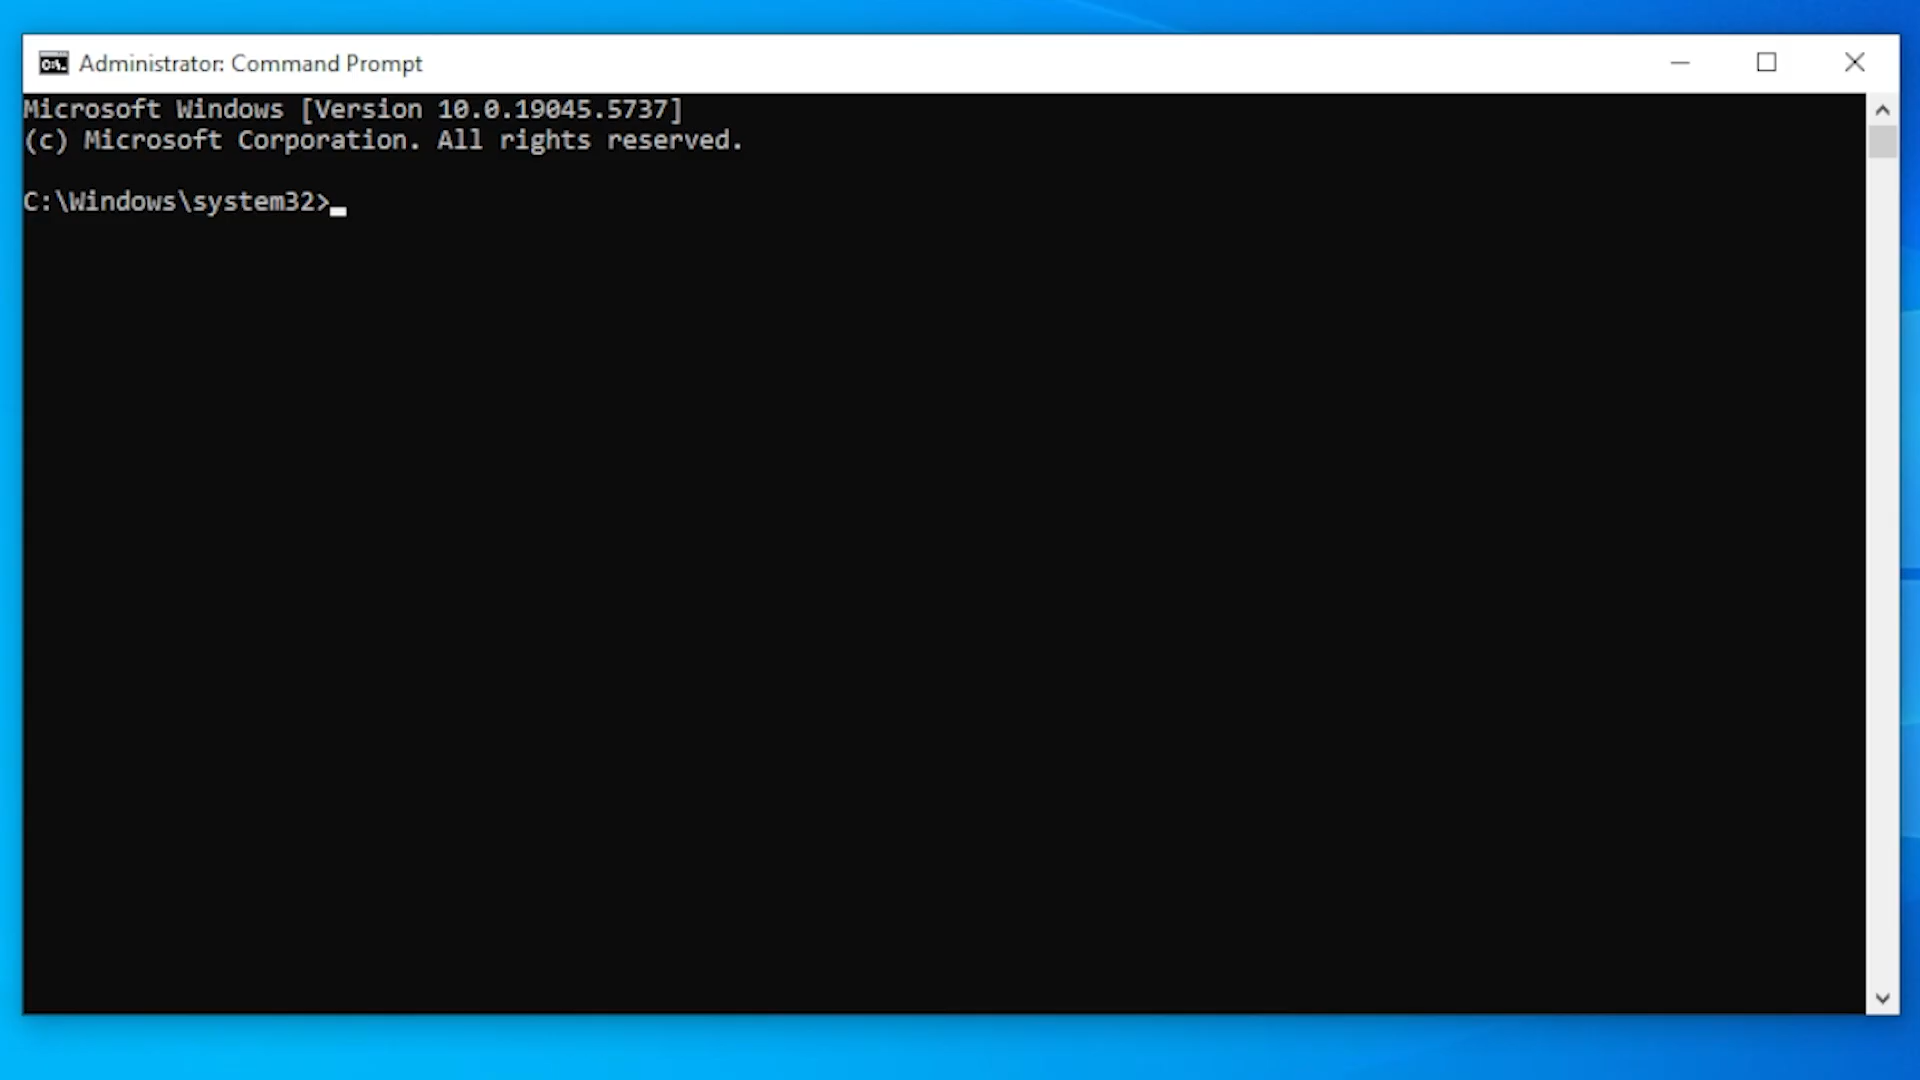 Administrator: Command Prompt
Microsoft Windows [Version 10.0.19045.5737]
(c) Microsoft Corporation. All rights reserved.
C:\Windows\system32>